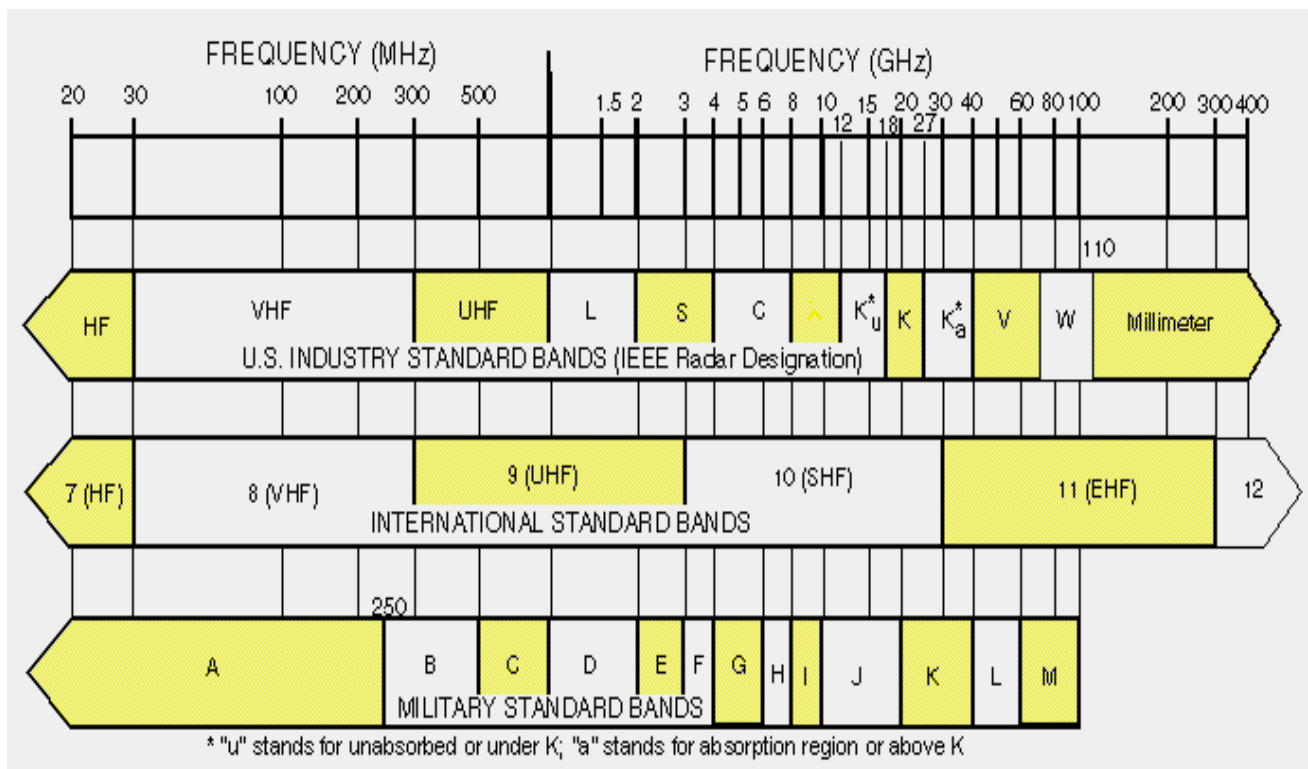 FREQUENCY (MHz) FREQUENCY (GHz)
20 30 100 200 300 500 1.5 2 3 4 5 6 8 10 15 20 30 40 60 80 100 200 300 400
12 18 27
110
HF VHF UHF L S C K*u K K*a V W Millimeter
U.S. INDUSTRY STANDARD BANDS (IEEE Radar Designation)
7 (HF) 8 (VHF) 9 (UHF) 10 (SHF) 11 (EHF) 12
INTERNATIONAL STANDARD BANDS
250
A B C D E F G H I J K L M
MILITARY STANDARD BANDS
* "u" stands for unabsorbed or under K; "a" stands for absorption region or above K